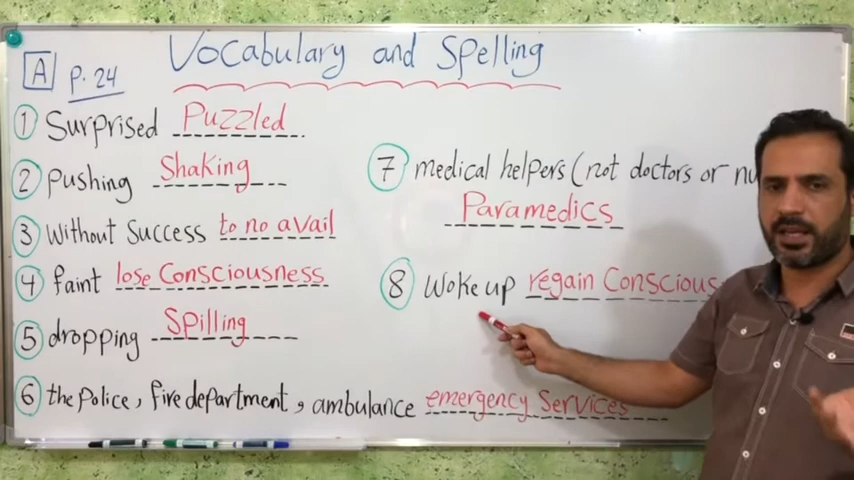 Vocabulary and Spelling
A P.24
1 Surprised Puzzled
2 pushing Shaking
3 Without Success to no avail
4 faint lose Consciousness
5 dropping Spilling
6 the police, fire department, ambulance emergency Services
7 medical helpers (not doctors or
Paramedics
8 Woke up regain